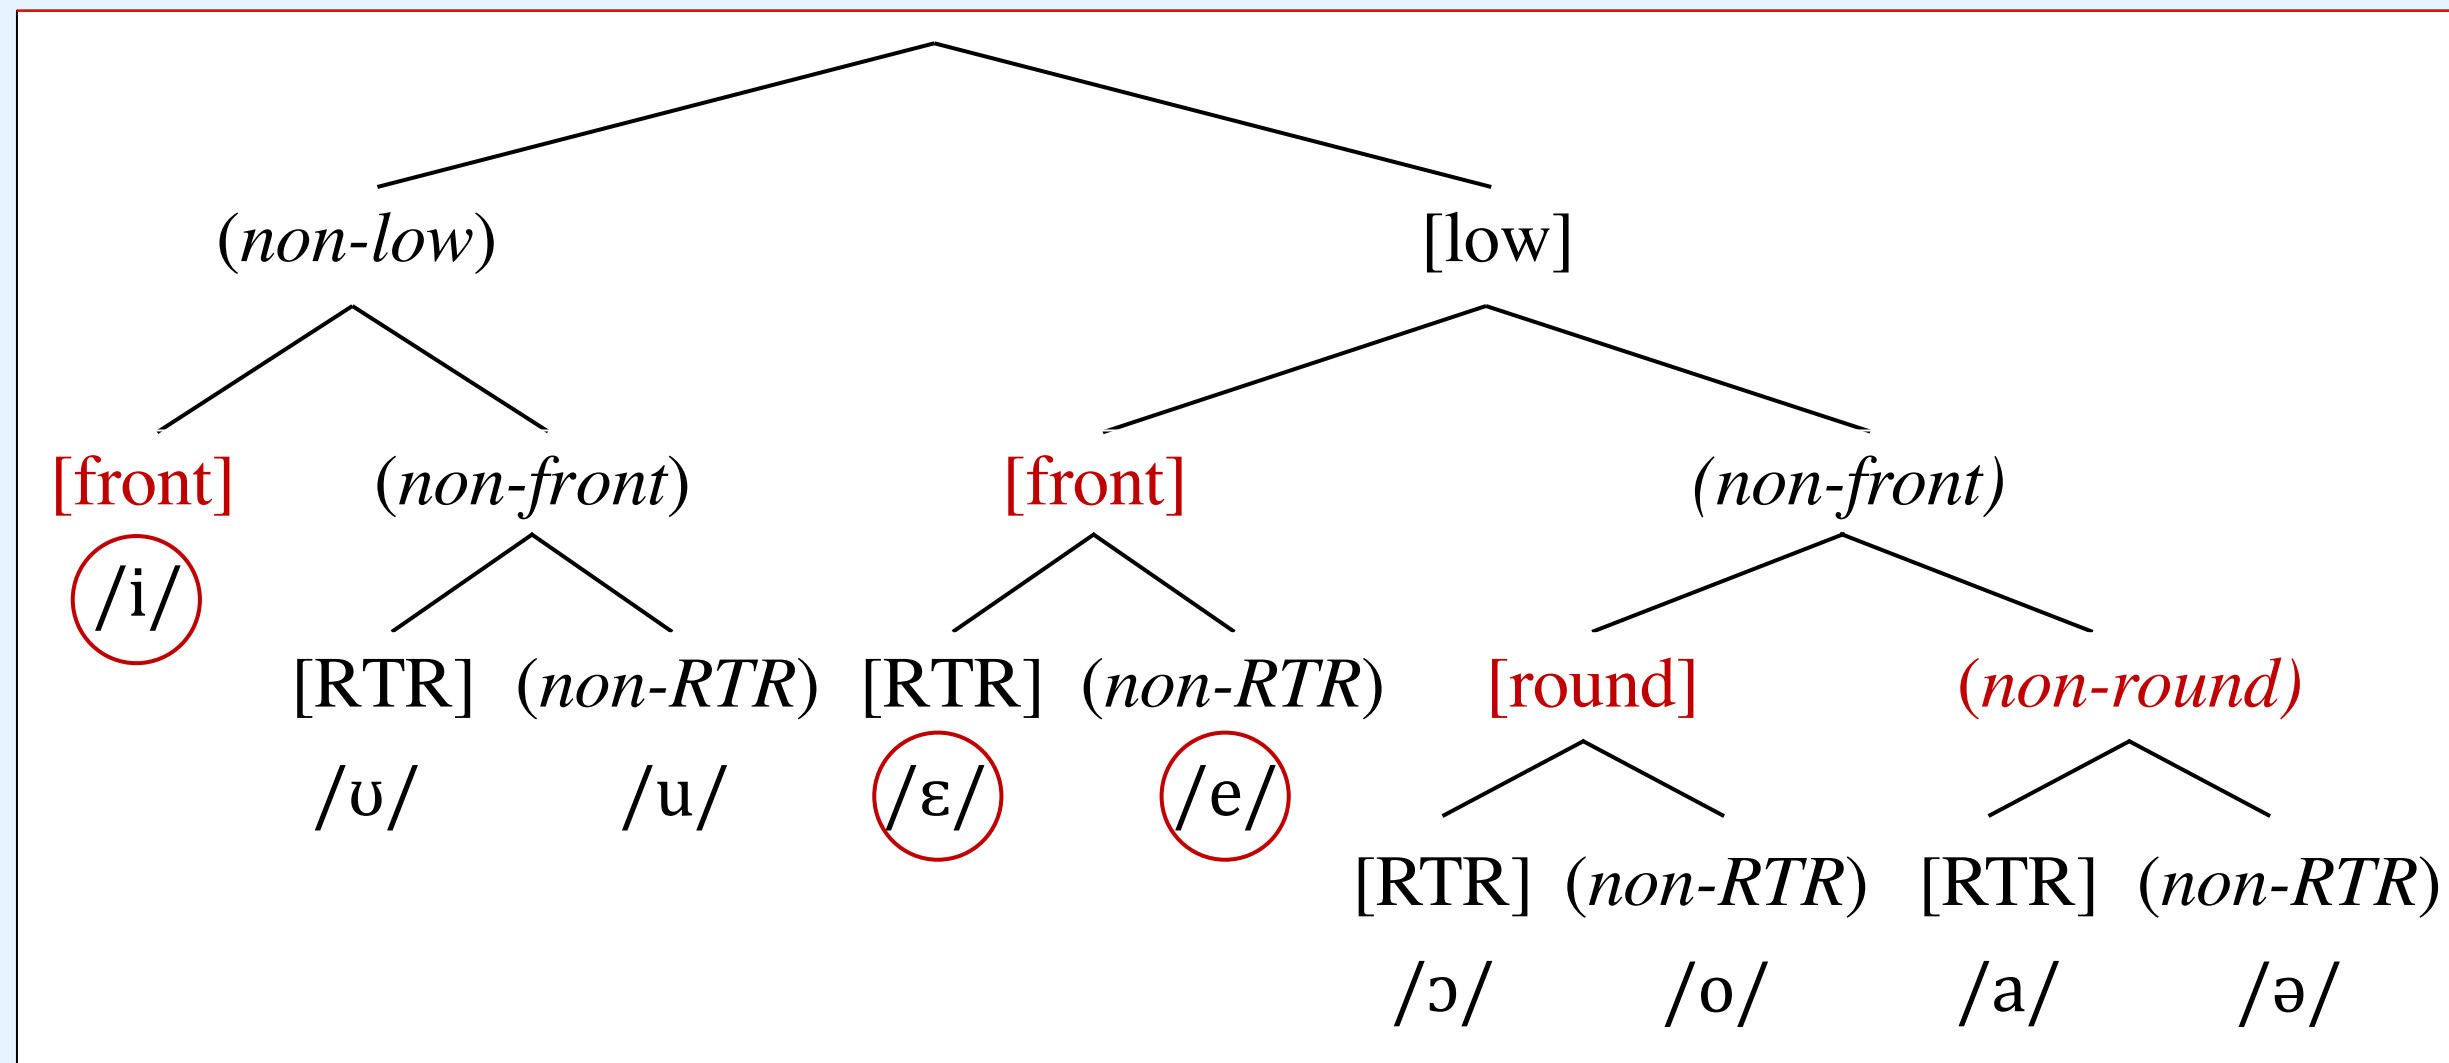 (non-low) [low]
[front] (non-front) [front] (non-front)
/i/
[RTR] (non-RTR) [RTR] (non-RTR) [round] (non-round)
/ʊ/ /u/ /ɛ/ /e/
[RTR] (non-RTR) [RTR] (non-RTR)
/ɔ/ /o/ /a/ /ə/